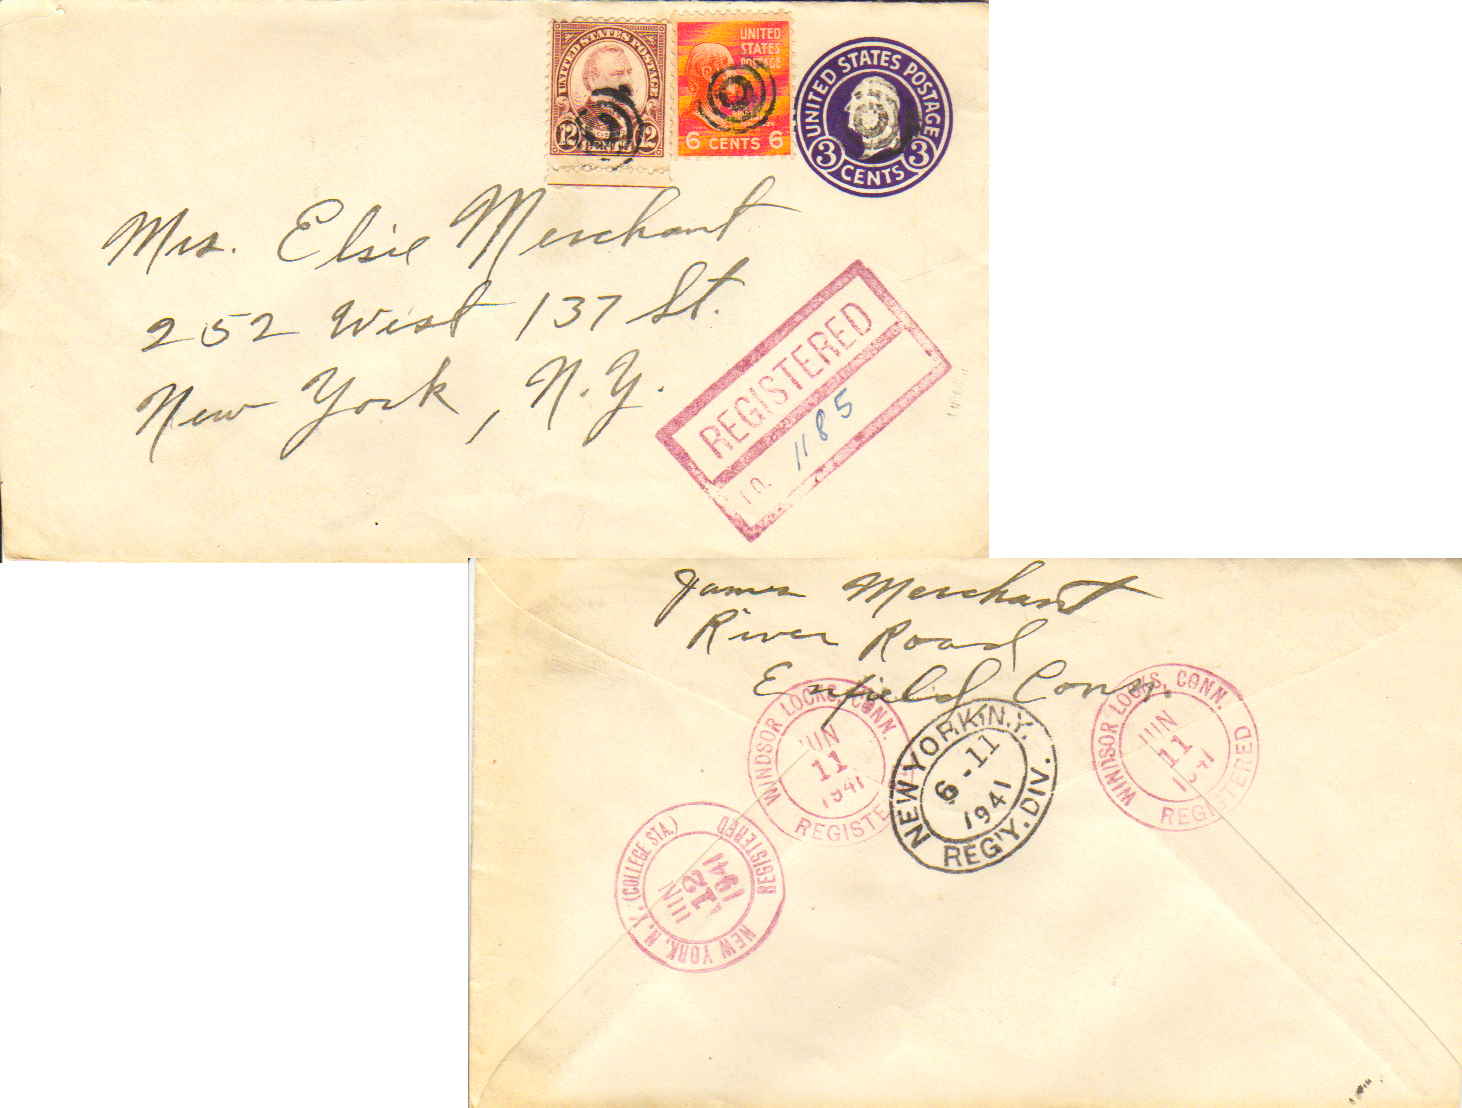 UNITED STATES POSTAGE
12 12
UNITED
STATES
POSTAGE
6 CENTS 6
UNITED STATES POSTAGE
3 CENTS 3
Mrs. Elsie Merchant
252 West 137 St.
New York, N.Y.
REGISTERED
1185
James Merchant
River Road
Enfield Conn.
WINDSOR LOCKS, CONN.
JUN
11
1941
REGISTE
NEW YORK, N.Y.
6-11
1941
REG'Y. DIV.
WINDSOR LOCKS, CONN.
JUN
11
1941
REGISTERED
NEW YORK, N.Y. (COLLEGE STA.)
JUN
12
1941
REGISTERED